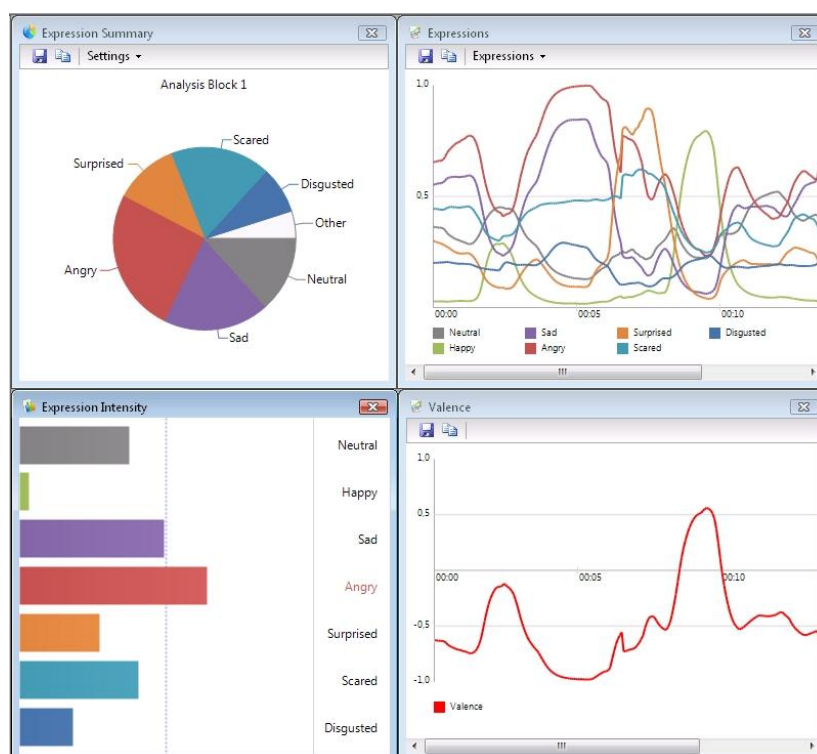 Expression Summary
Settings
Analysis Block 1
Scared
Surprised
Disgusted
Other
Angry
Neutral
Sad
Expressions
Expressions
1.0
0.5
00:00 00:05 00:10
Neutral Sad Surprised Disgusted
Happy Angry Scared
Expression Intensity
Neutral
Happy
Sad
Angry
Surprised
Scared
Disgusted
Valence
1.0
0.5
00:00 00:05 00:10
-0.5
-1.0
Valence